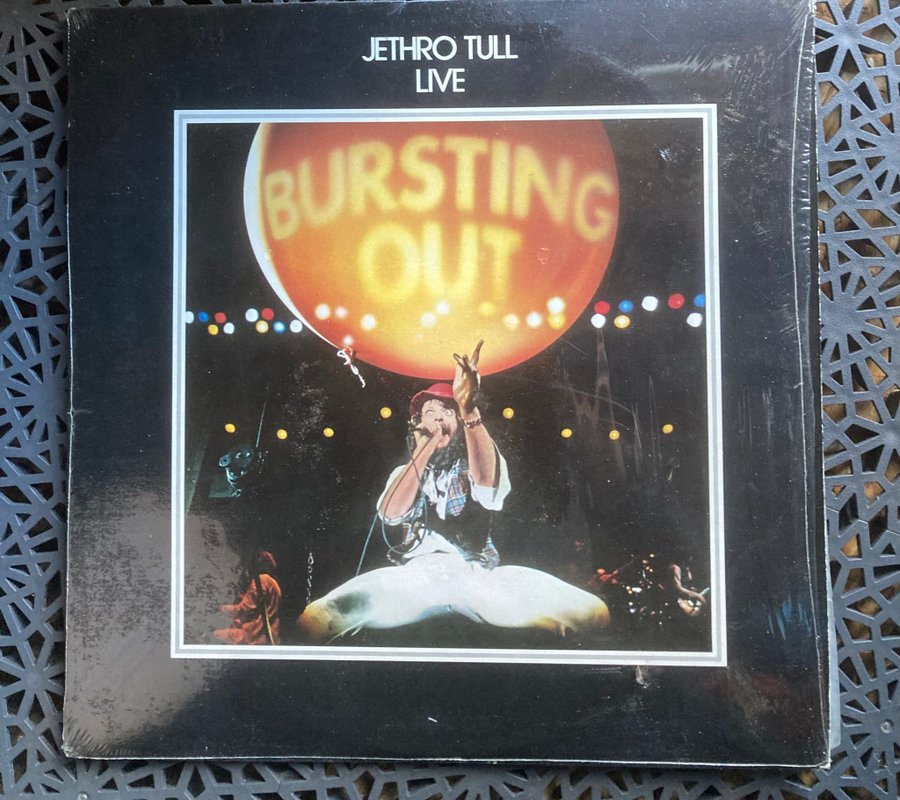 JETHRO TULL
LIVE
BURSTING
OUT